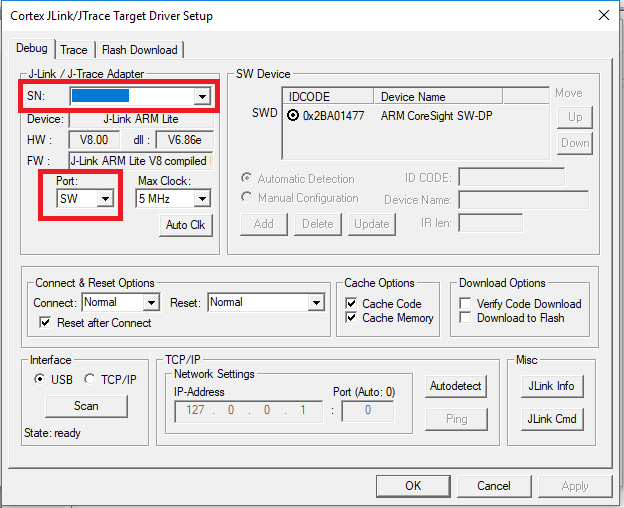 Cortex JLink/JTrace Target Driver Setup
Debug
Trace
Flash Download
J-Link / J-Trace Adapter
SN:
Device:
J-Link ARM Lite
HW :
V8.00
dll :
V6.86e
FW :
J-Link ARM Lite V8 compiled
Port:
SW
Max Clock:
5 MHz
Auto Clk
SW Device
IDCODE
Device Name
Move
SWD
0x2BA01477
ARM CoreSight SW-DP
Up
Down
Automatic Detection
Manual Configuration
ID CODE:
Device Name:
Add
Delete
Update
IR len:
Connect & Reset Options
Connect:
Normal
Reset:
Normal
Reset after Connect
Cache Options
Cache Code
Cache Memory
Download Options
Verify Code Download
Download to Flash
Interface
USB
TCP/IP
Scan
State: ready
TCP/IP
Network Settings
IP-Address
Port (Auto: 0)
127 . 0 . 0 . 1
:
0
Autodetect
Ping
Misc
JLink Info
JLink Cmd
OK
Cancel
Apply